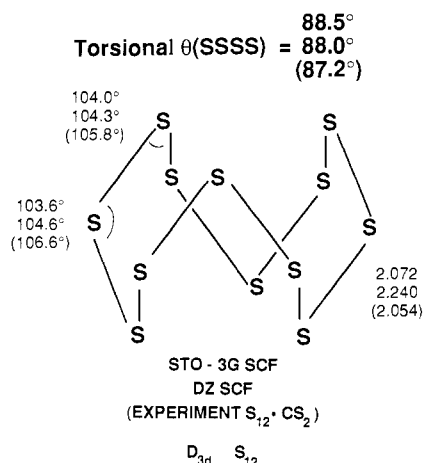 88.5°
Torsional θ(SSSS) = 88.0°
(87.2°)
104.0°
104.3°
(105.8°)
S
S
S
S
S
103.6°
104.6°
(106.6°)
S
S
S
S
S
2.072
2.240
(2.054)
S
S
STO - 3G SCF
DZ SCF
(EXPERIMENT S₁₂ · CS₂)
D₃d S₁₂